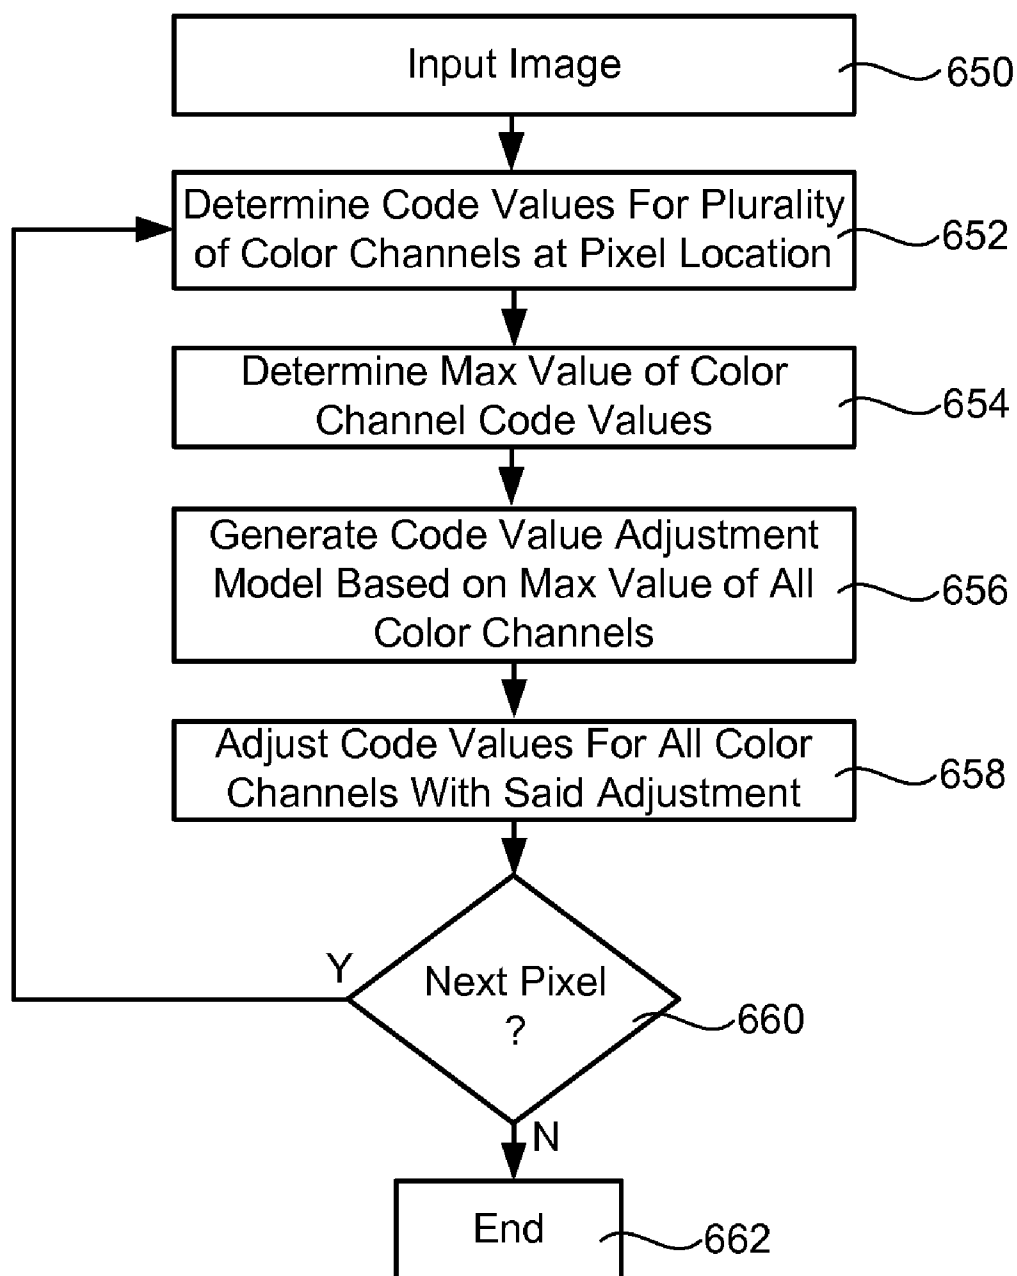 Input Image
650
Determine Code Values For Plurality
of Color Channels at Pixel Location
652
Determine Max Value of Color
Channel Code Values
654
Generate Code Value Adjustment
Model Based on Max Value of All
Color Channels
656
Adjust Code Values For All Color
Channels With Said Adjustment
658
Y
Next Pixel
?
660
N
End
662